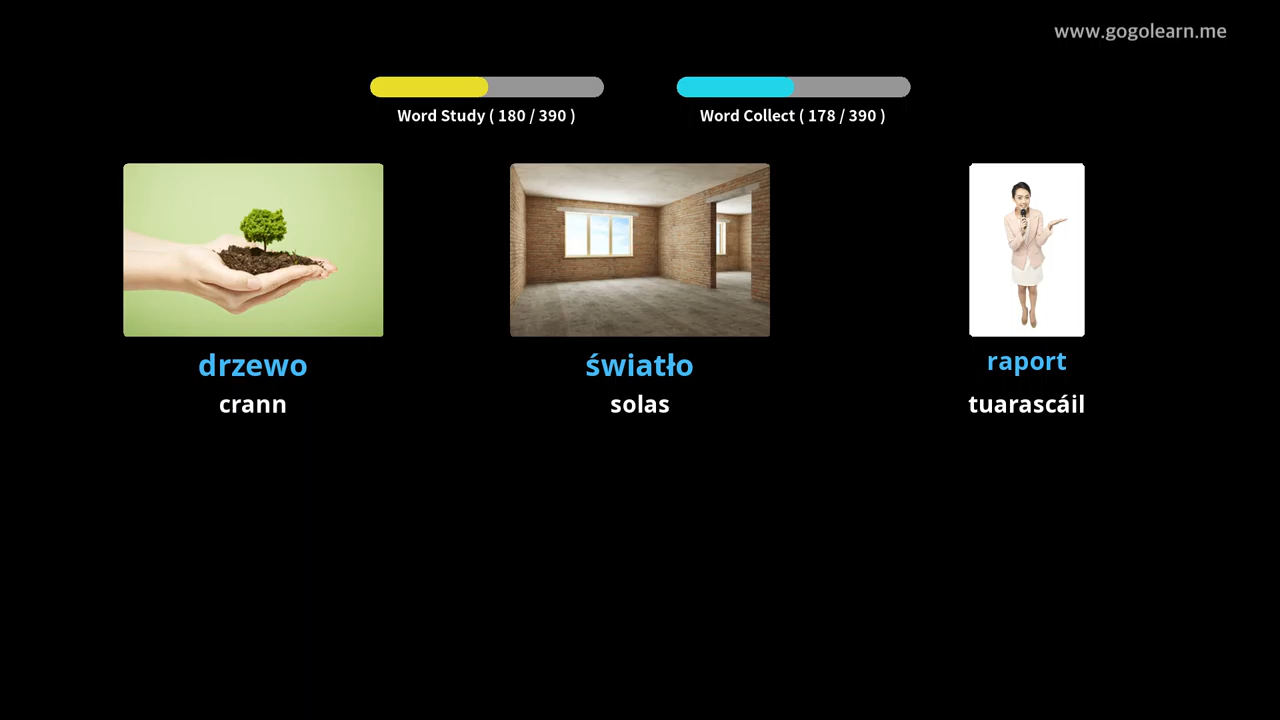 www.gogolearn.me
Word Study ( 180 / 390 )
Word Collect ( 178 / 390 )
drzewo
crann
światło
solas
raport
tuarascáil